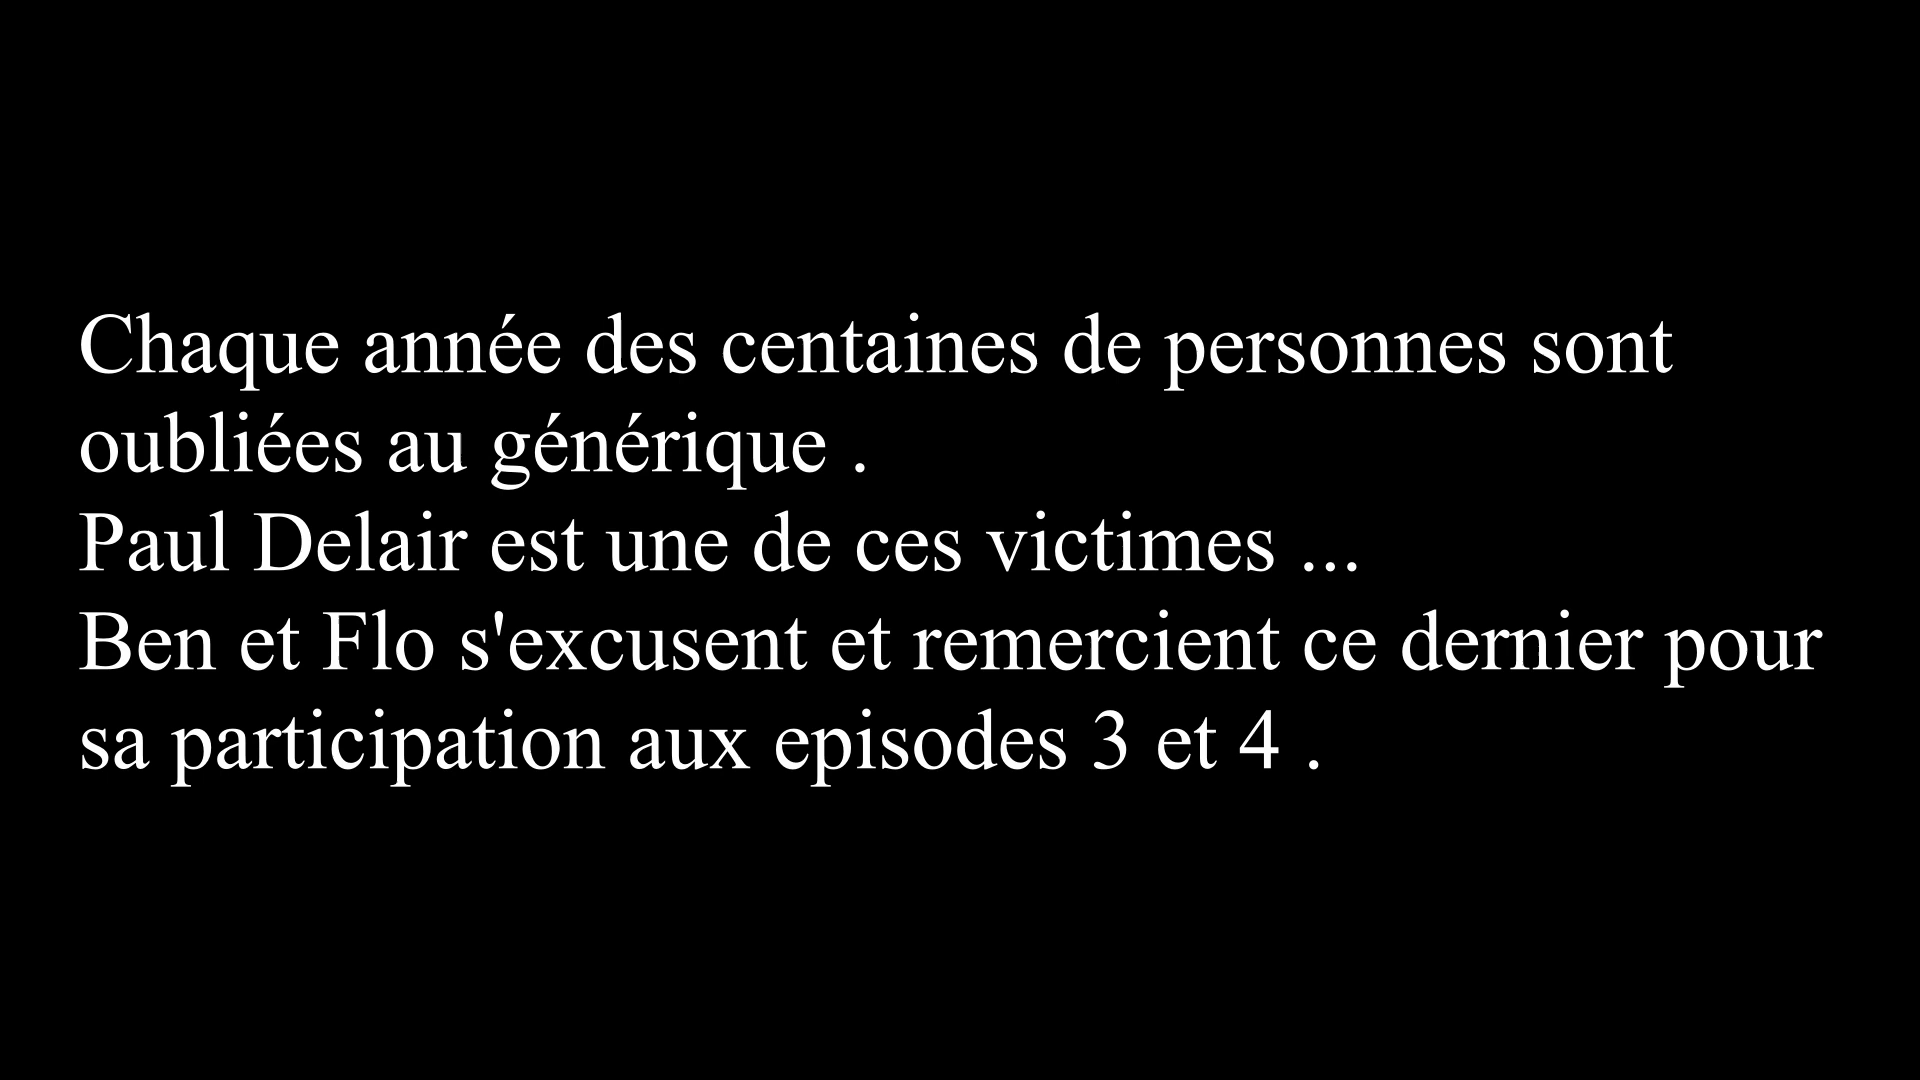 Chaque année des centaines de personnes sont
oubliées au générique .
Paul Delair est une de ces victimes ...
Ben et Flo s'excusent et remercient ce dernier pour
sa participation aux episodes 3 et 4 .